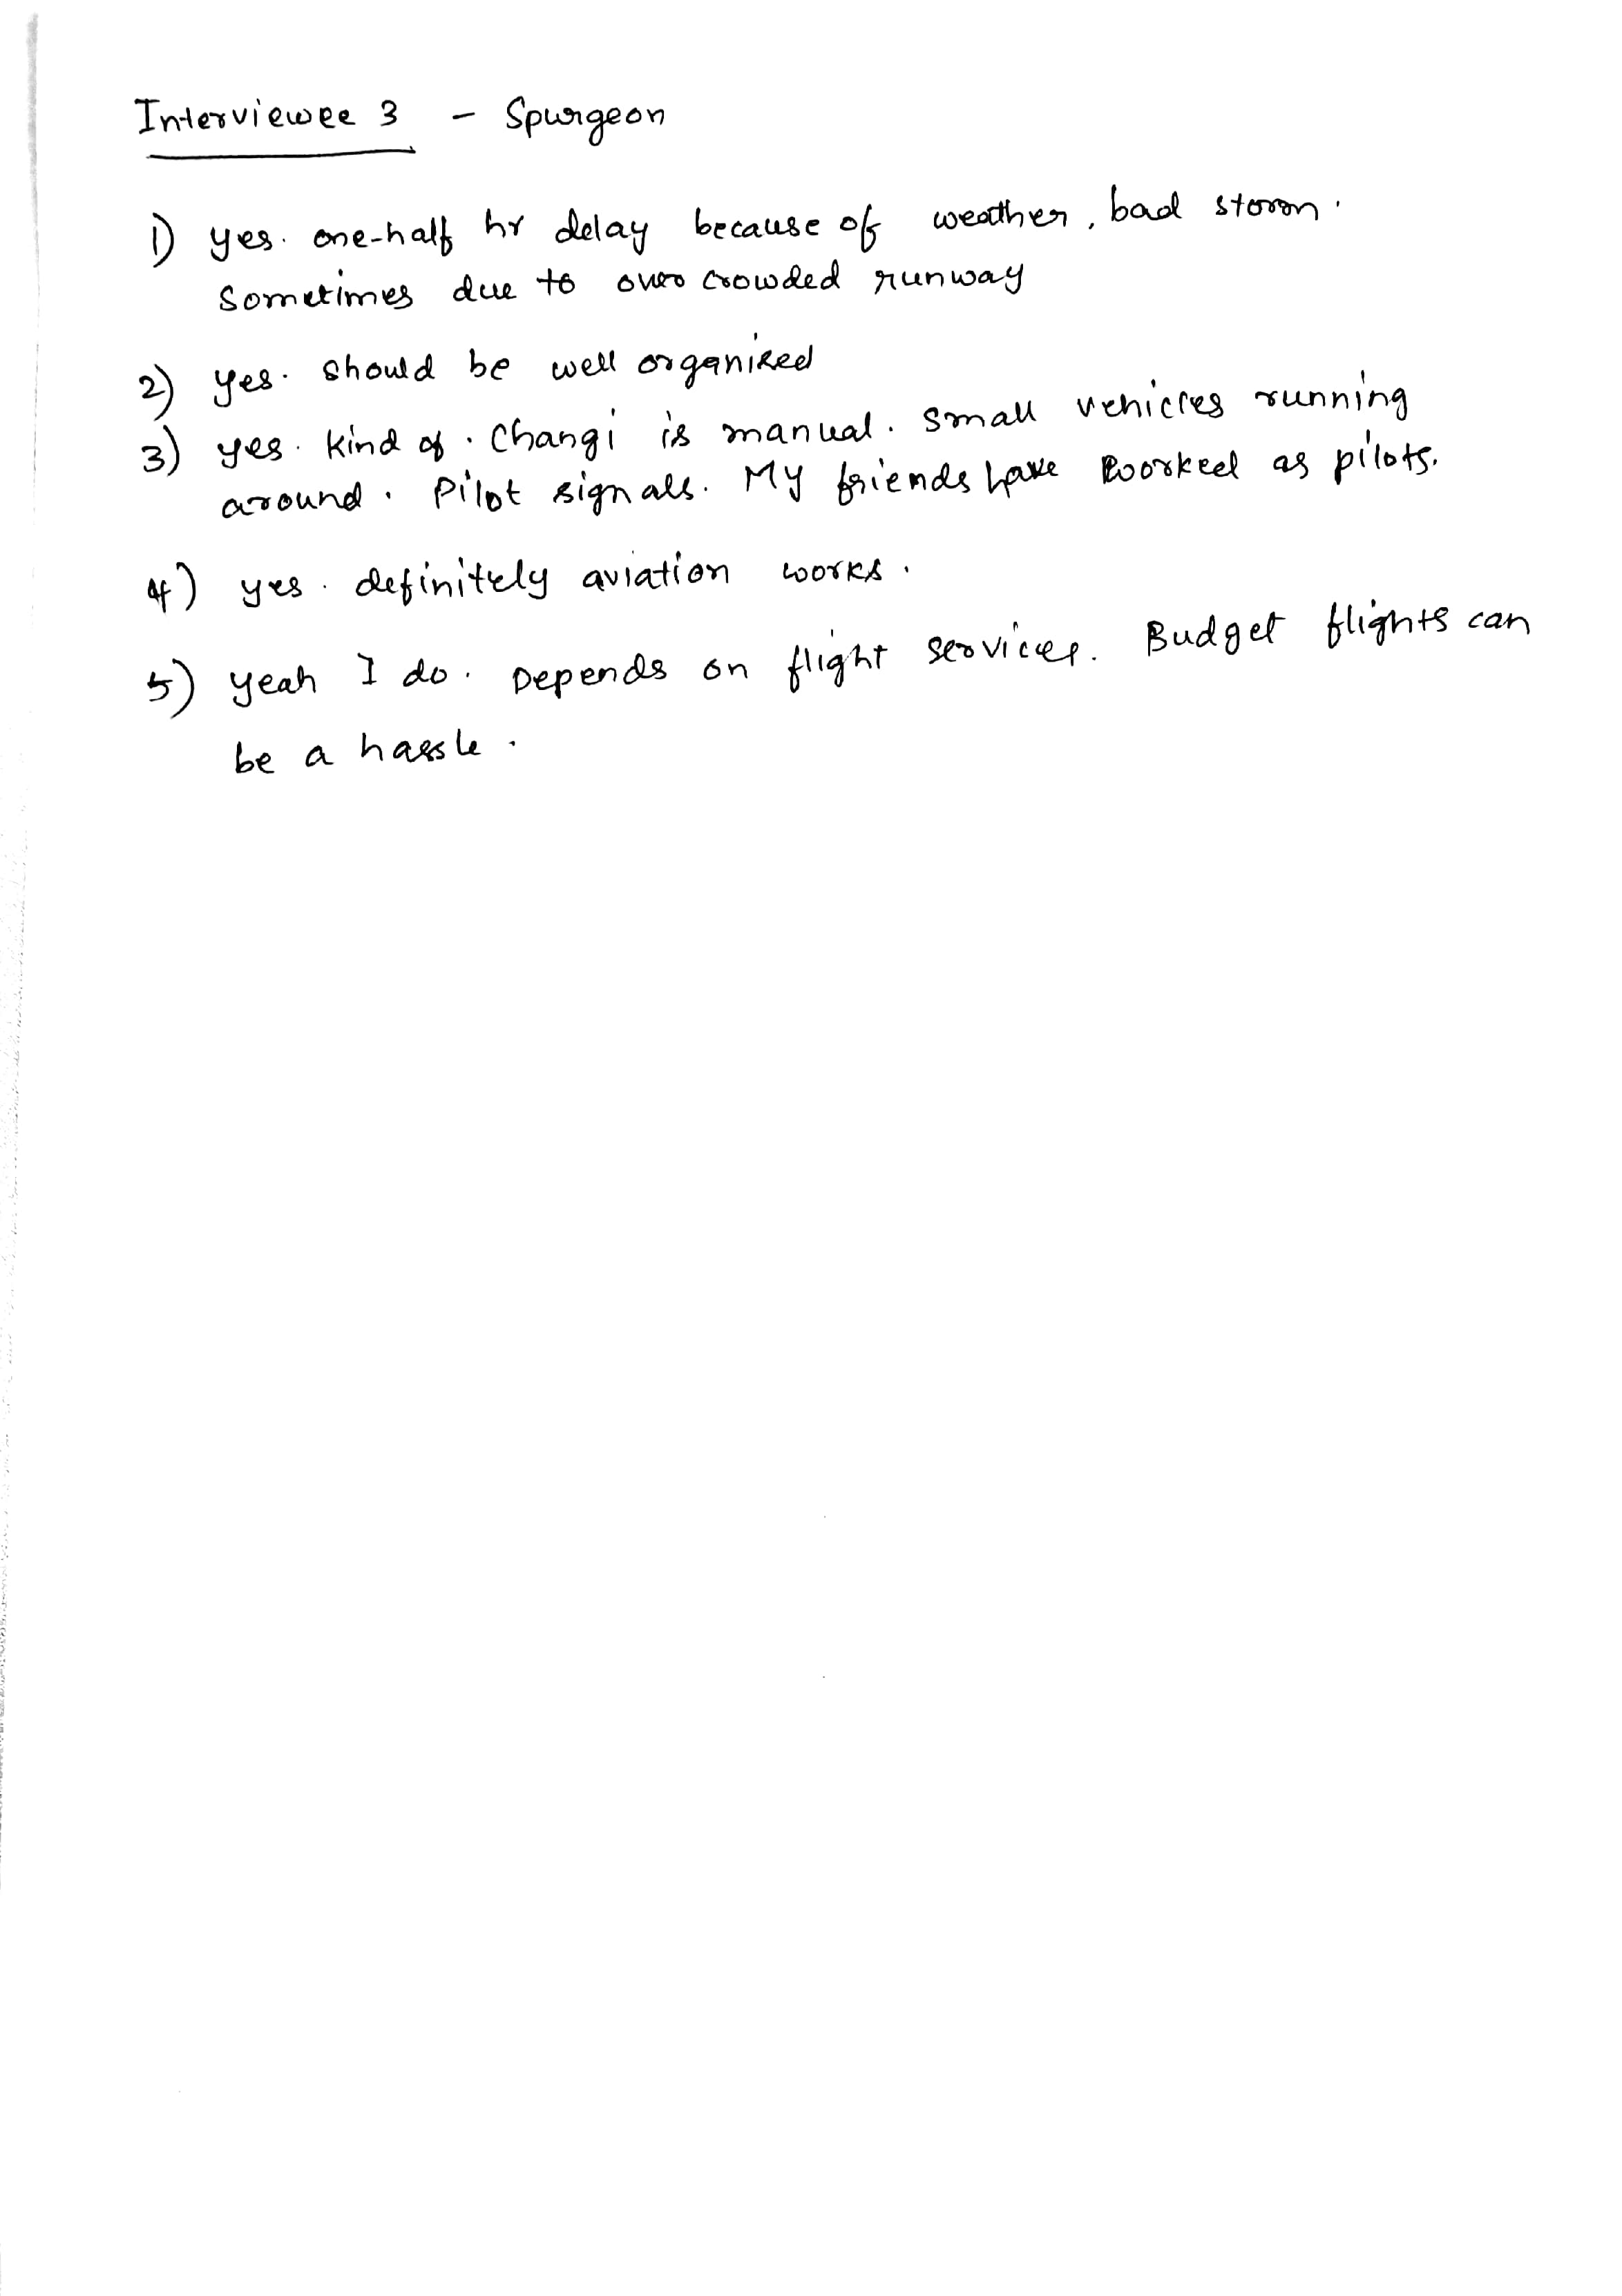 Interviewee 3 - Spurgeon
1) yes. one-half hr delay because of weather, bad storm.
Sometimes due to over crowded runway
2) yes. should be well organized
3) yes. kind of. Changi is manual. small vehicles running
around. Pilot signals. My friends have worked as pilots.
4) yes. definitely aviation works.
5) yeah I do. Depends on flight services. Budget flights can
be a hassle.